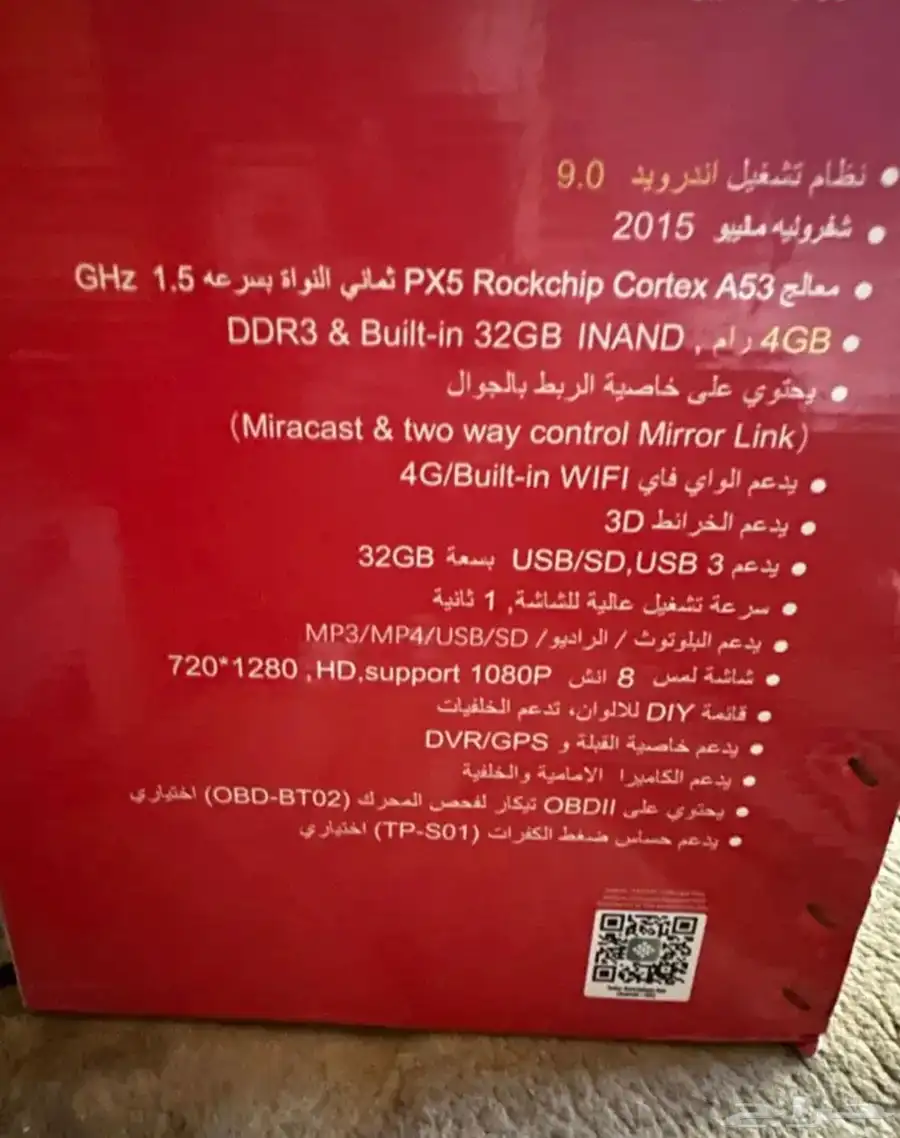 ● نظام تشغيل اندرويد 9.0
● شفروليه مليبو 2015
● معالج PX5 Rockchip Cortex A53 ثماني النواة بسرعه 1.5 GHz
● 4GB رام , DDR3 & Built-in 32GB INAND
● يحتوي على خاصية الربط بالجوال
(Miracast & two way control Mirror Link)
● يدعم الواي فاي 4G/Built-in WIFI
● يدعم الخرائط 3D
● يدعم USB/SD,USB 3 بسعة 32GB
● سرعة تشغيل عالية للشاشة, 1 ثانية
● يدعم البلوتوث / الراديو/ MP3/MP4/USB/SD
● شاشة لمس 8 انش 720*1280 ,HD,support 1080P
● قائمة DIY للالوان، تدعم الخلفيات
● يدعم خاصية القبلة و DVR/GPS
● يدعم الكاميرا الامامية والخلفية
● يحتوي على OBDII تيكار لفحص المحرك (OBD-BT02) اختياري
● يدعم حساس ضغط الكفرات (TP-S01) اختياري
حراج